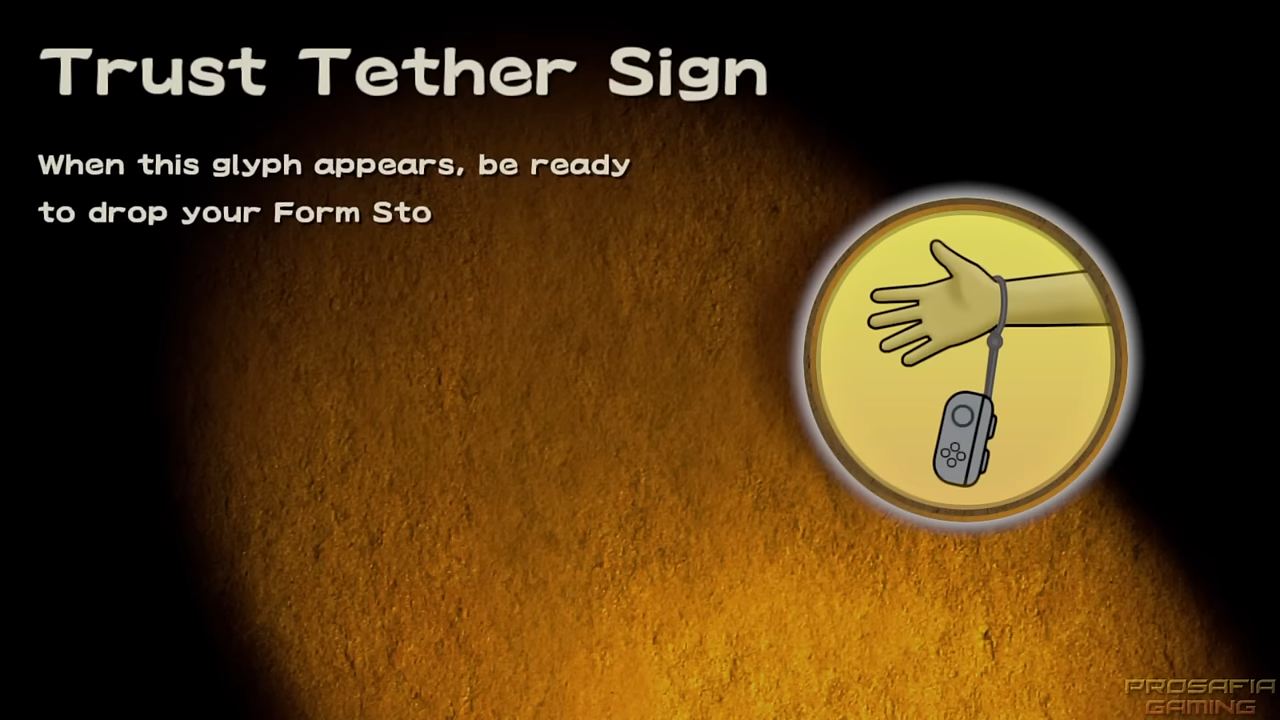 Trust Tether Sign
When this glyph appears, be ready
to drop your Form Sto
PROSAFIA
GAMING